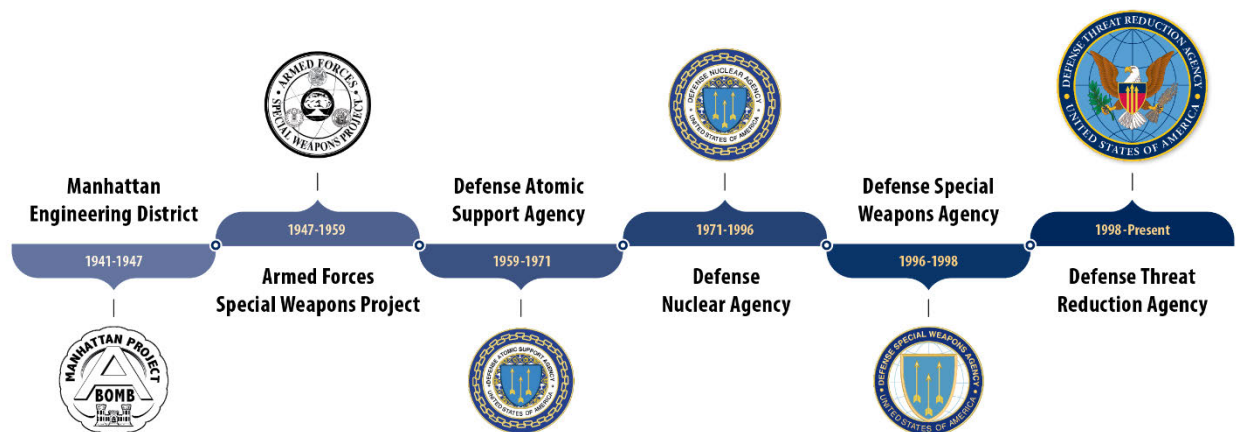 Manhattan
Engineering District
1941-1947
MANHATTAN PROJECT
A
BOMB
ARMED FORCES
SPECIAL WEAPONS PROJECT
1947-1959
Armed Forces
Special Weapons Project
Defense Atomic
Support Agency
1959-1971
DEFENSE ATOMIC SUPPORT AGENCY
UNITED STATES OF AMERICA
DEFENSE NUCLEAR AGENCY
UNITED STATES OF AMERICA
1971-1996
Defense
Nuclear Agency
Defense Special
Weapons Agency
1996-1998
DEFENSE SPECIAL WEAPONS AGENCY
UNITED STATES OF AMERICA
DEFENSE THREAT REDUCTION AGENCY
UNITED STATES OF AMERICA
1998-Present
Defense Threat
Reduction Agency